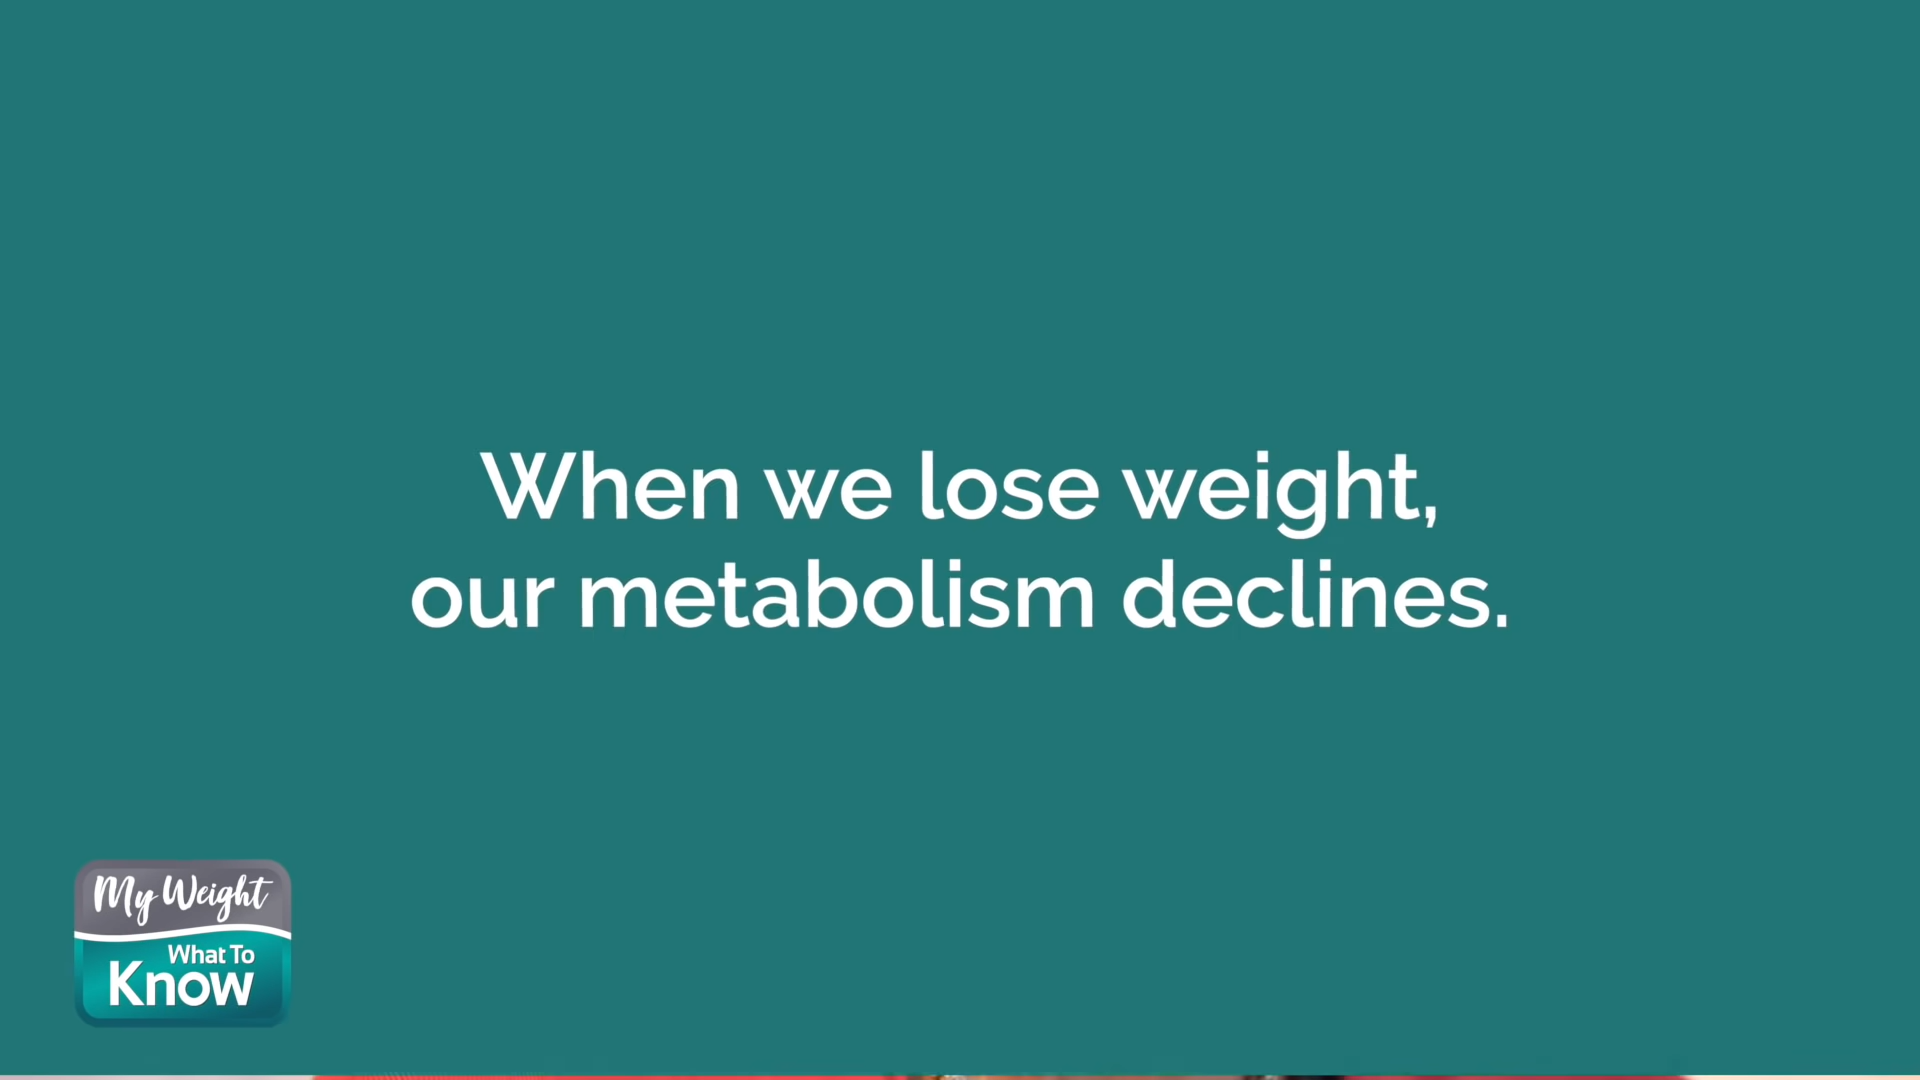 When we lose weight,
our metabolism declines.
My Weight
What To
Know